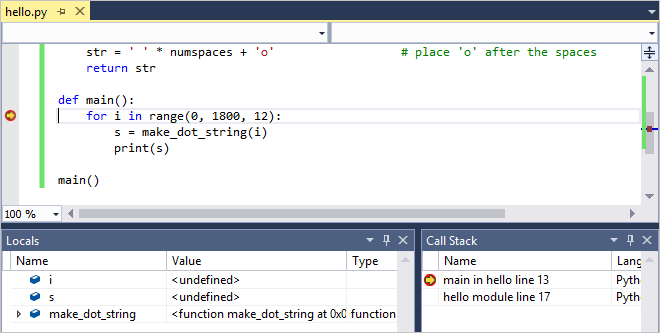 hello.py
str = ' ' * numspaces + 'o' # place 'o' after the spaces
return str
def main():
for i in range(0, 1800, 12):
s = make_dot_string(i)
print(s)
main()
100 %
Locals
Name Value Type
i <undefined>
s <undefined>
make_dot_string <function make_dot_string at 0x0 function
Call Stack
Name Lang
main in hello line 13 Pytho
hello module line 17 Pytho